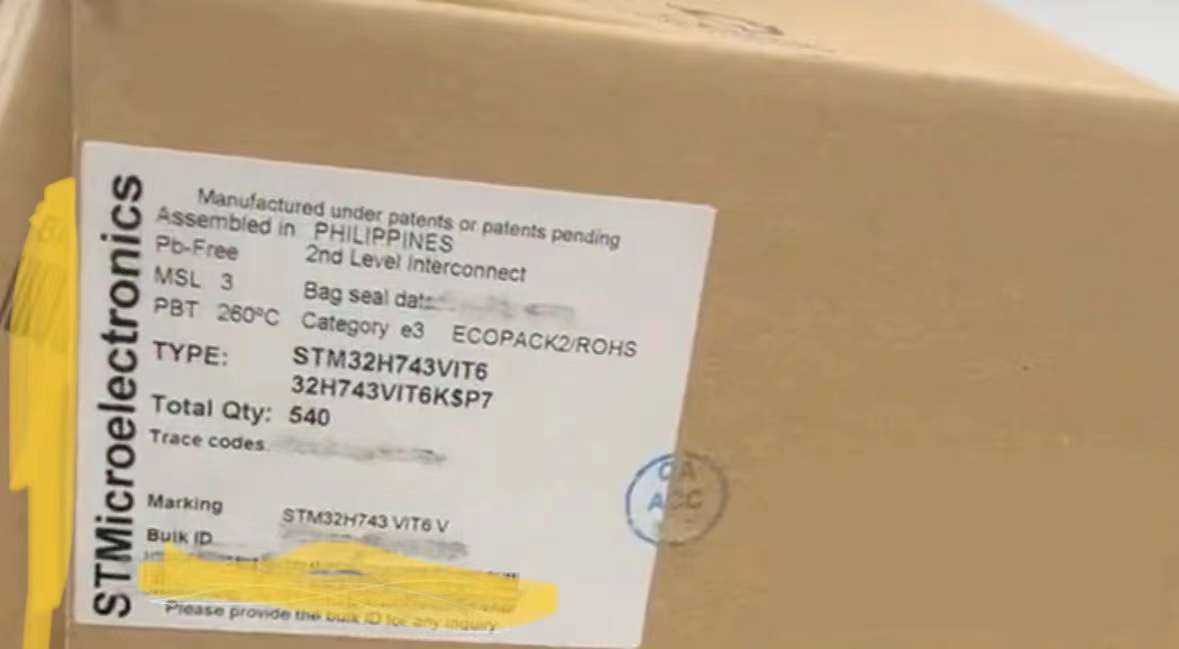 STMicroelectronics
Manufactured under patents or patents pending
Assembled in PHILIPPINES
Pb-Free 2nd Level Interconnect
MSL 3 Bag seal date
PBT 260ºC Category e3 ECOPACK2/ROHS
TYPE: STM32H743VIT6
32H743VIT6K$P7
Total Qty: 540
Trace codes
Marking STM32H743 VIT6 V
Bulk ID
Please provide the bulk ID for any inquiry
QA
ACC